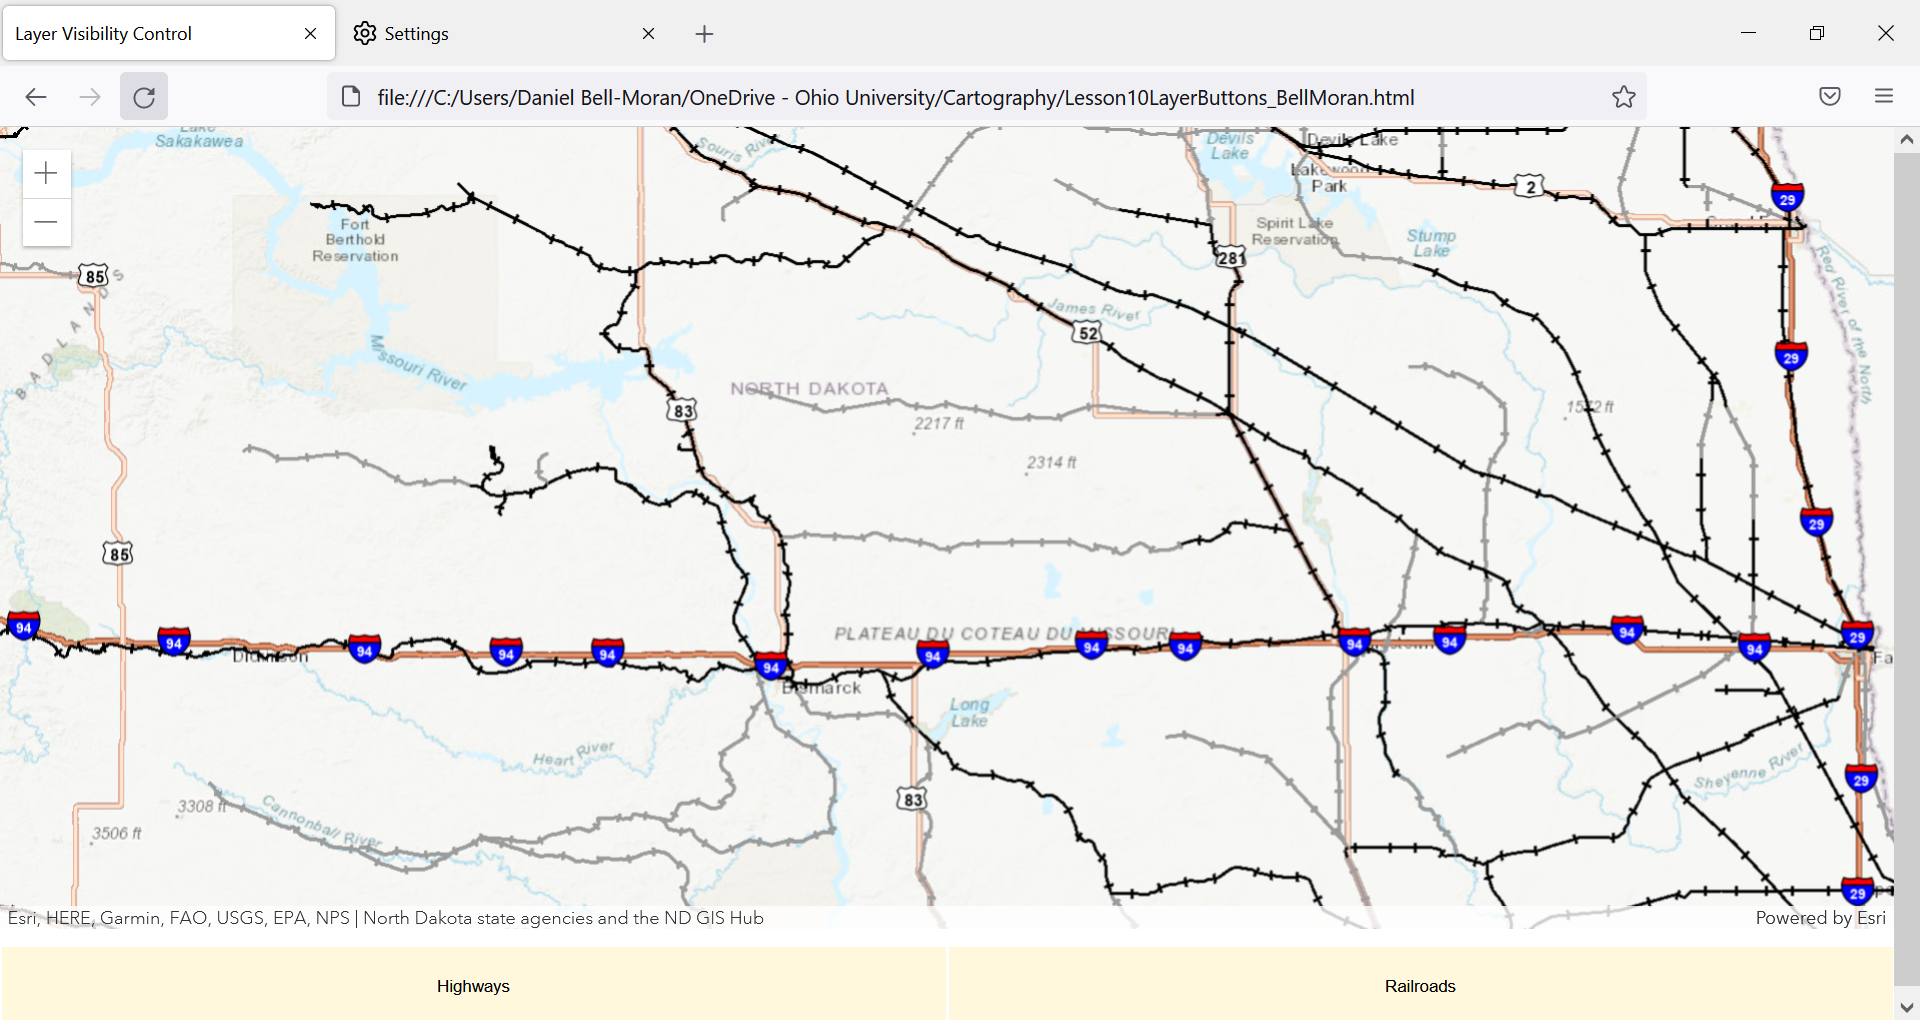 Layer Visibility Control
Settings
file:///C:/Users/Daniel Bell-Moran/OneDrive - Ohio University/Cartography/Lesson10LayerButtons_BellMoran.html
Lake
Sakakawea
Souris River
Devils
Lake
Devils Lake
Lakewood
Park
2
29
Fort
Berthold
Reservation
Spirit Lake
Reservation
Stump
Lake
281
85
BADLANDS
Red River of the North
James River
52
29
Missouri River
NORTH DAKOTA
83
2217 ft
1572 ft
2314 ft
29
85
94
94
94
94
94
94
94
94
94
94
94
94
94
29
PLATEAU DU COTEAU DU MISSOURI
Dickinson
Bismarck
Fa
Long
Lake
Heart River
Sheyenne River
29
83
3308 ft
Cannonball River
3506 ft
29
Esri, HERE, Garmin, FAO, USGS, EPA, NPS | North Dakota state agencies and the ND GIS Hub
Powered by Esri
Highways
Railroads